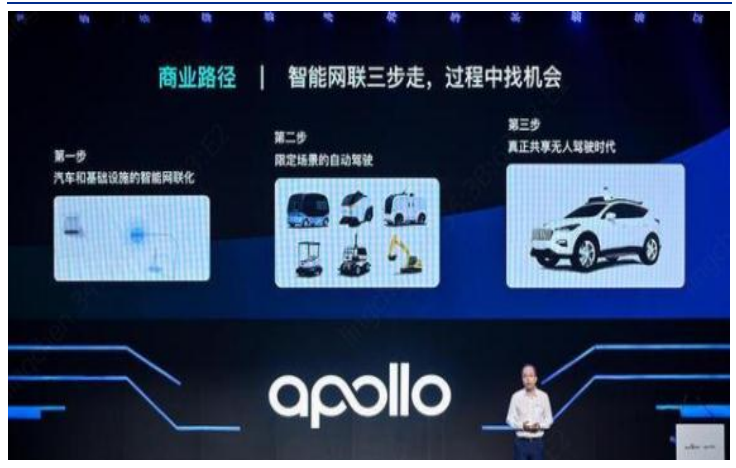 商业路径 | 智能网联三步走，过程中找机会
第一步
汽车和基础设施的智能网联化
第二步
限定场景的自动驾驶
第三步
真正共享无人驾驶时代
apollo